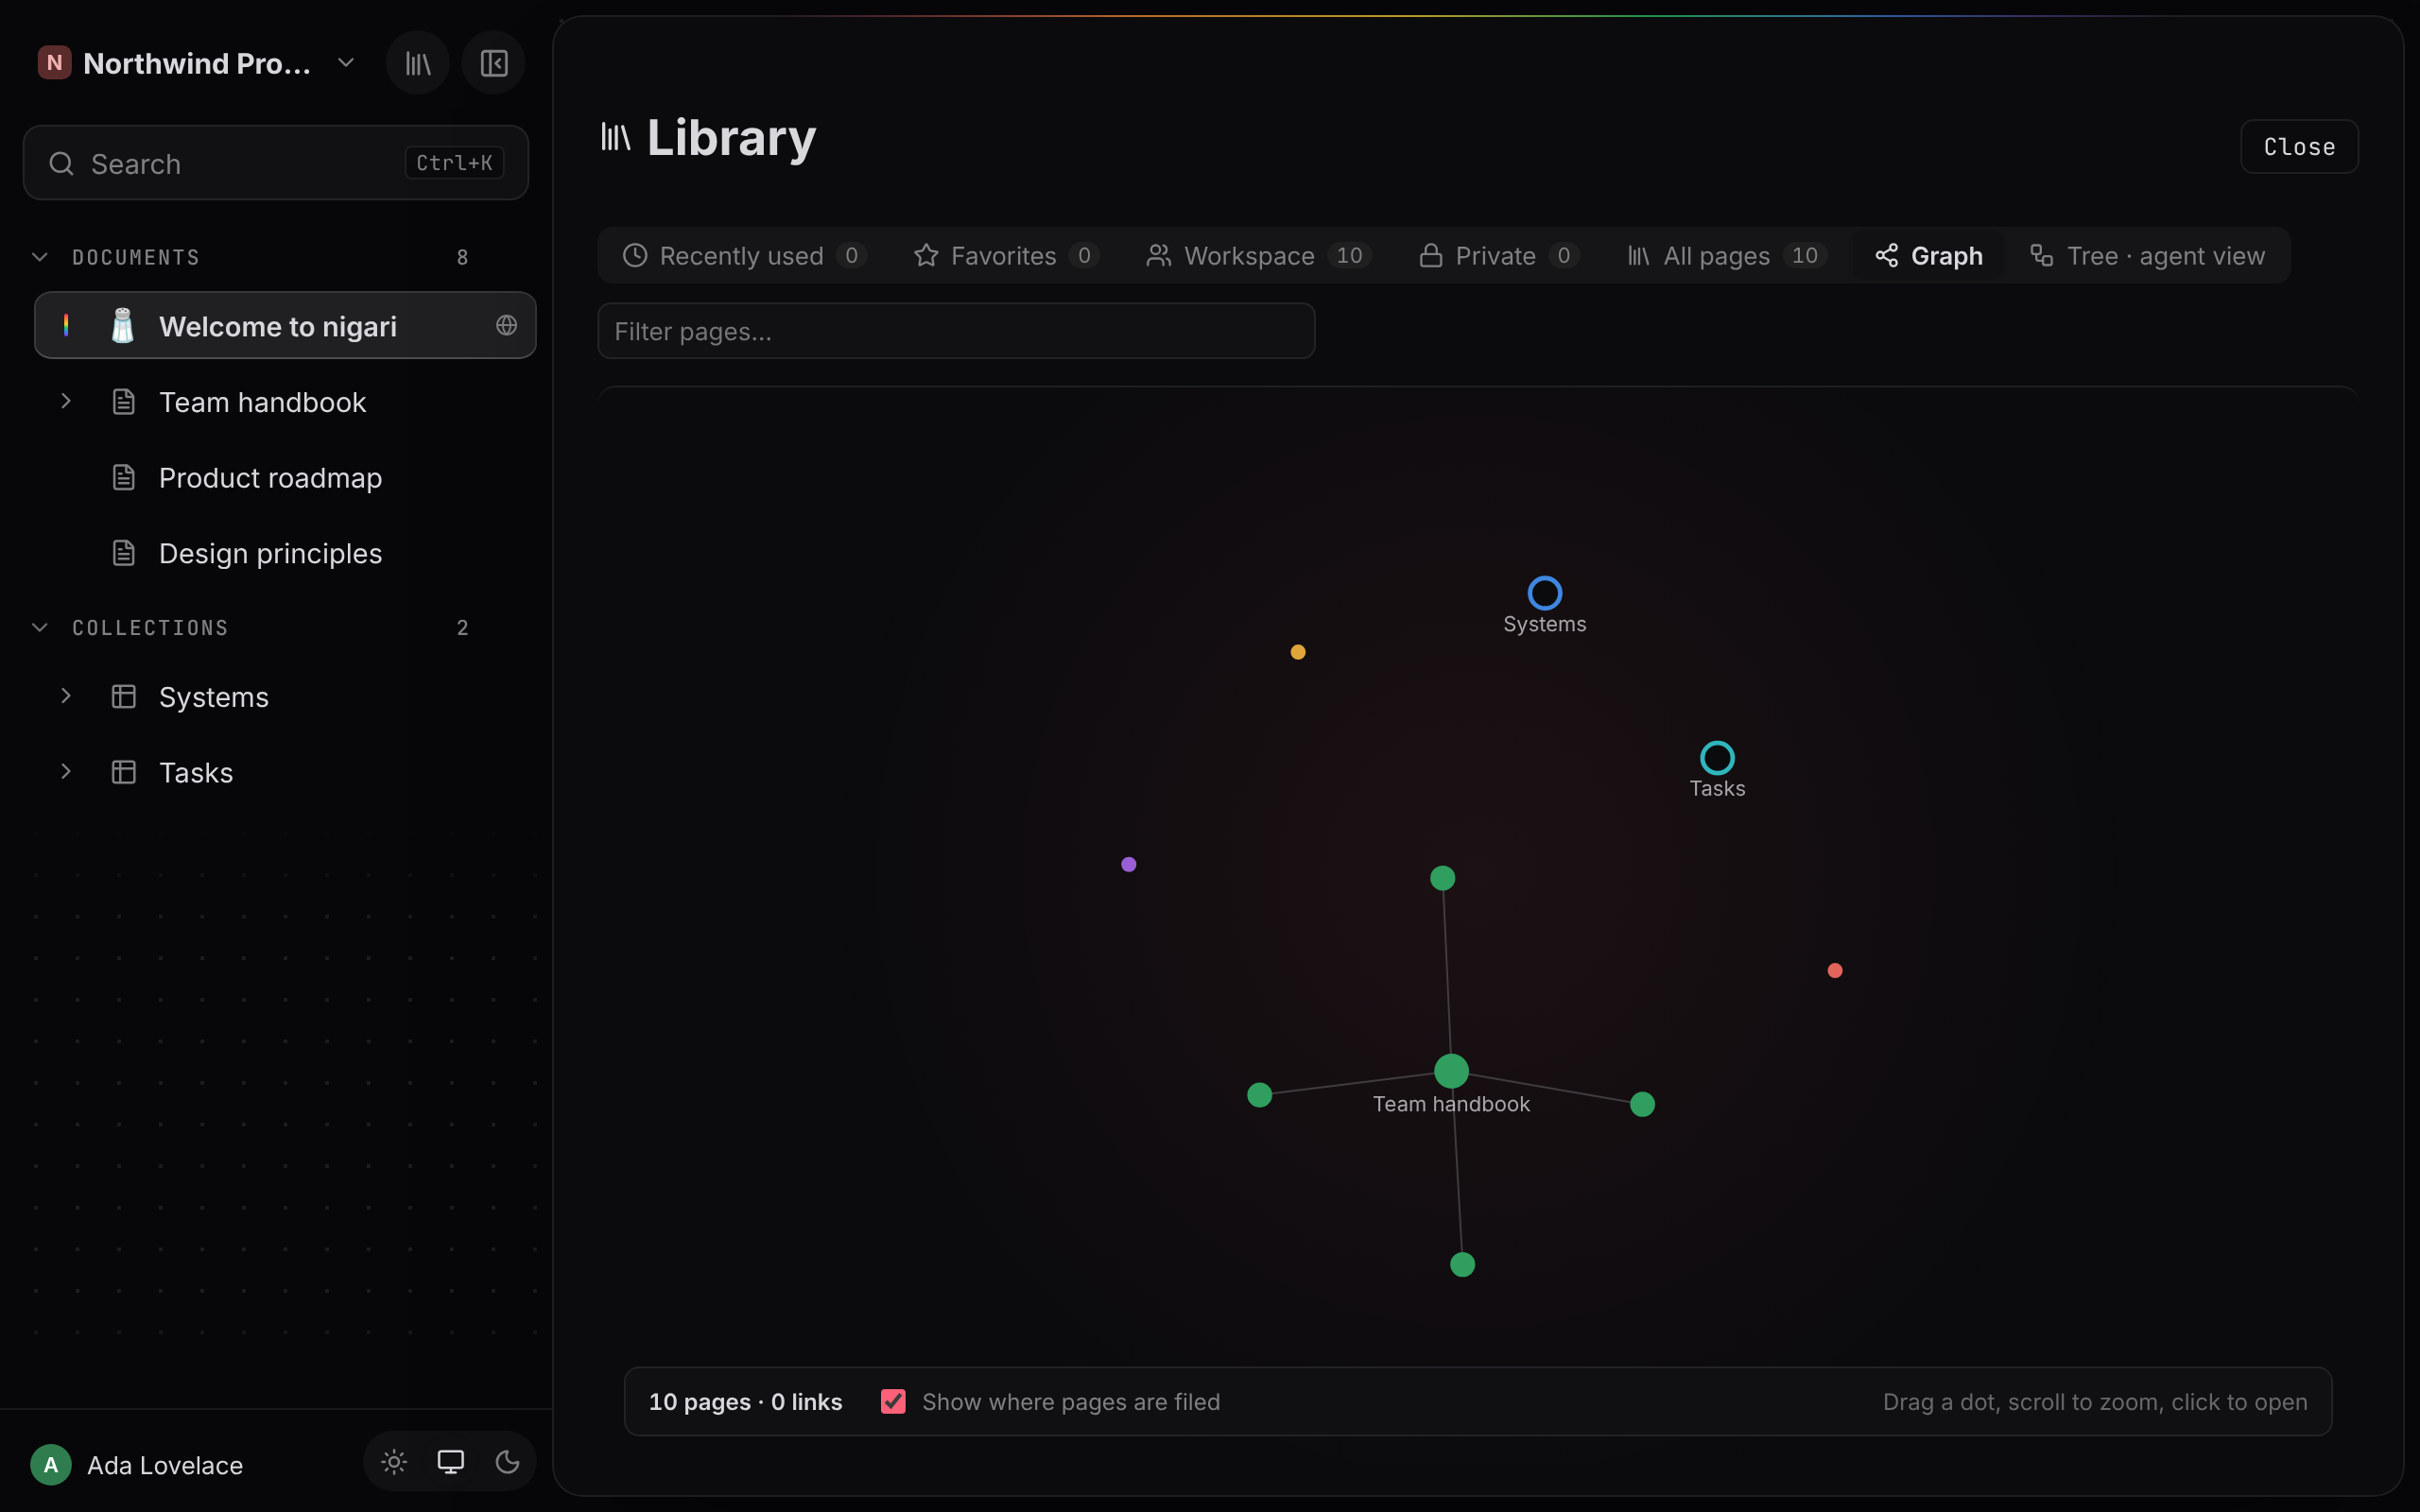 N Northwind Pro...
Search Ctrl+K
DOCUMENTS 8
Welcome to nigari
Team handbook
Product roadmap
Design principles
COLLECTIONS 2
Systems
Tasks
A Ada Lovelace
Library
Close
Recently used 0 Favorites 0 Workspace 10 Private 0 All pages 10 Graph Tree · agent view
Filter pages...
Systems
Tasks
Team handbook
10 pages · 0 links Show where pages are filed Drag a dot, scroll to zoom, click to open